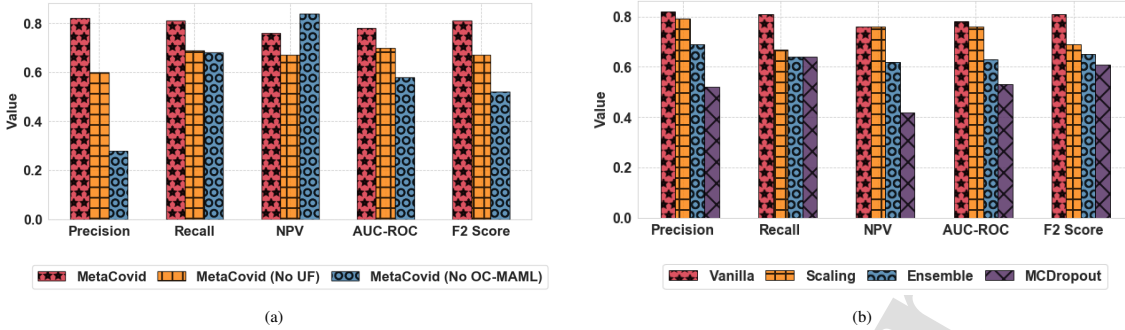 0.8
0.6
0.4
0.2
0.0
Value
Precision Recall NPV AUC-ROC F2 Score
MetaCovid MetaCovid (No UF) MetaCovid (No OC-MAML)
(a)
0.8
0.6
0.4
0.2
0.0
Value
Precision Recall NPV AUC-ROC F2 Score
Vanilla Scaling Ensemble MCDropout
(b)